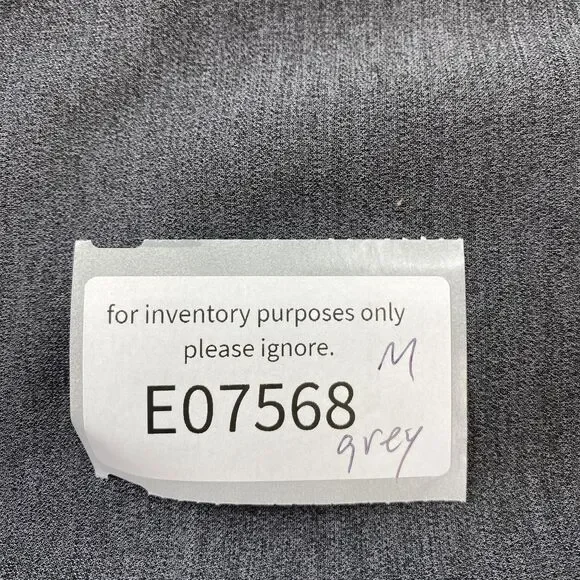 for inventory purposes only
please ignore.
M
E07568
grey